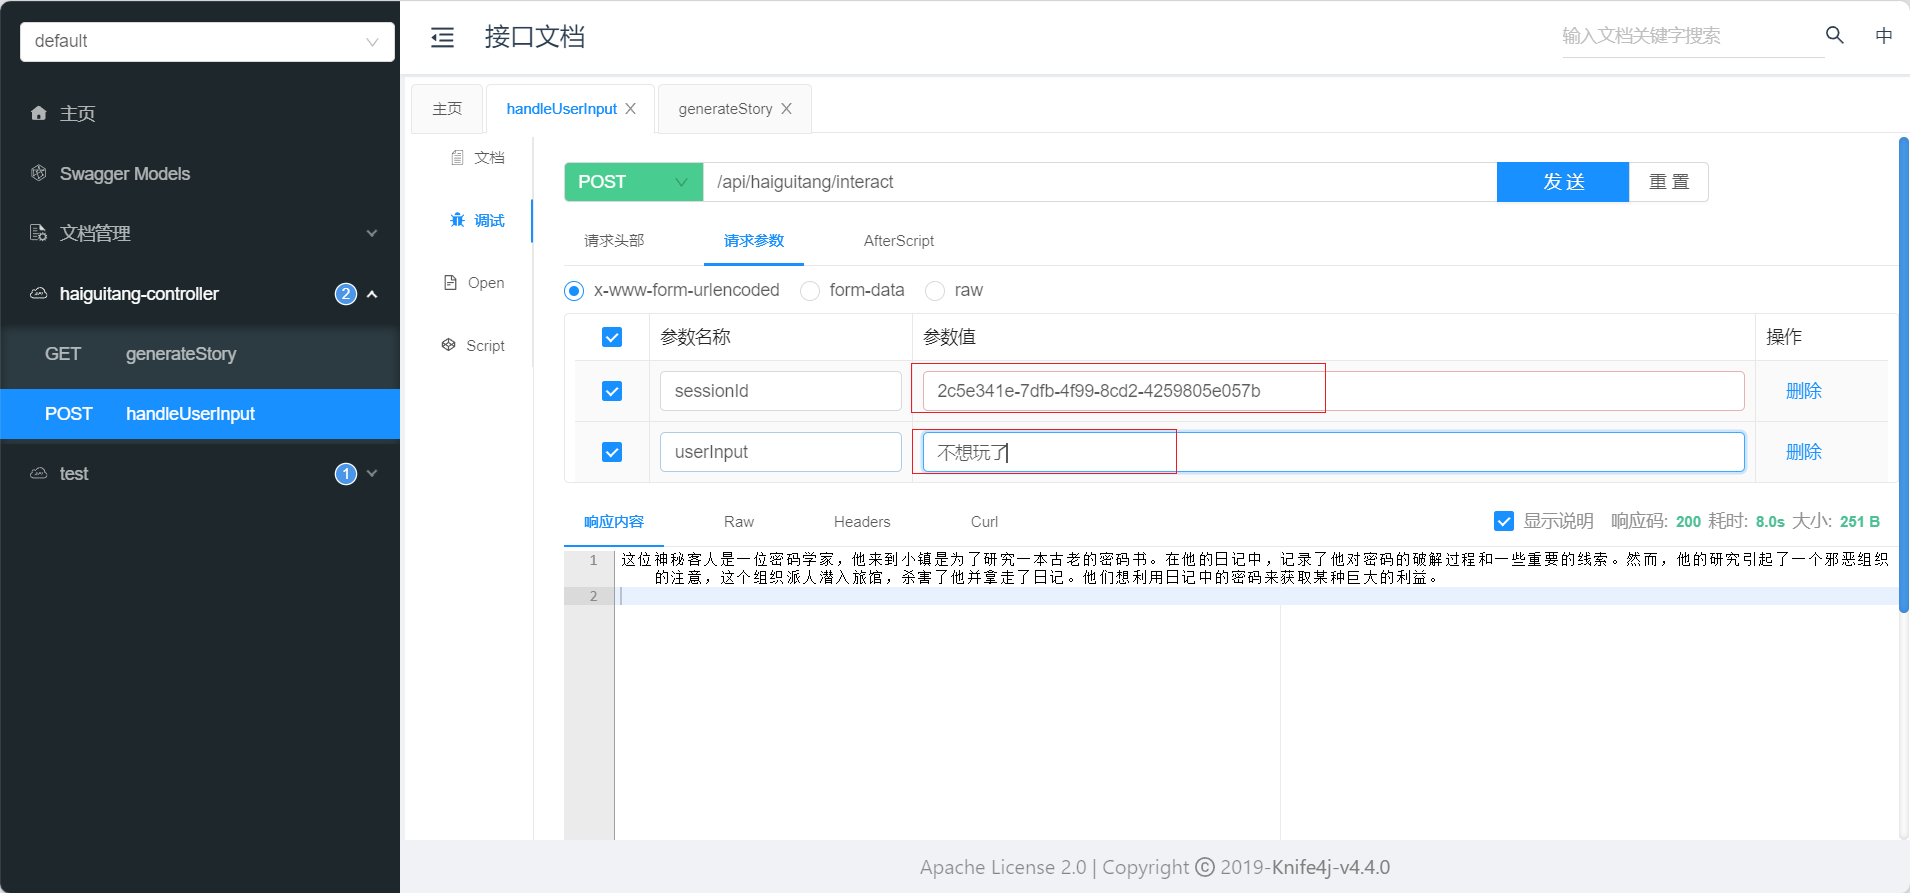 default
接口文档
输入文档关键字搜索
中
主页
Swagger Models
文档管理
haiguitang-controller 2
GET generateStory
POST handleUserInput
test 1
主页
handleUserInput
generateStory
文档
调试
Open
Script
POST /api/haiguitang/interact 发送 重置
请求头部 请求参数 AfterScript
x-www-form-urlencoded form-data raw
参数名称 参数值 操作
sessionId 2c5e341e-7dfb-4f99-8cd2-4259805e057b 删除
userInput 不想玩了 删除
响应内容 Raw Headers Curl 显示说明 响应码: 200 耗时: 8.0s 大小: 251 B
1 这位神秘客人是一位密码学家，他来到小镇是为了研究一本古老的密码书。在他的日记中，记录了他对密码的破解过程和一些重要的线索。然而，他的研究引起了一个邪恶组织
的注意，这个组织派人潜入旅馆，杀害了他并拿走了日记。他们想利用日记中的密码来获取某种巨大的利益。
2
Apache License 2.0 | Copyright © 2019-Knife4j-v4.4.0